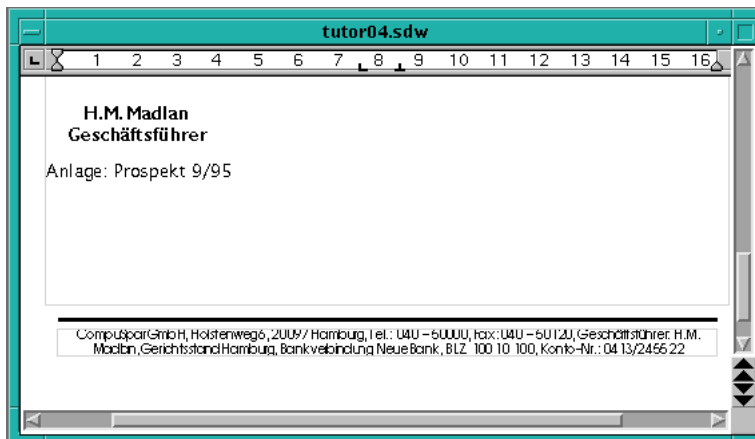 tutor04.sdw
1 2 3 4 5 6 7 8 9 10 11 12 13 14 15 16
H.M. Madlan
Geschäftsführer
Anlage: Prospekt 9/95
CompuSpar GmbH, Holstenweg 6, 20097 Hamburg, Tel.: 040 – 60000, Fax: 040 – 60120, Geschäftsführer: H.M.
Madlan, Gerichtsstand Hamburg, Bankverbindung Neue Bank, BLZ 100 10 100, Konto-Nr.: 04 13/2456 22